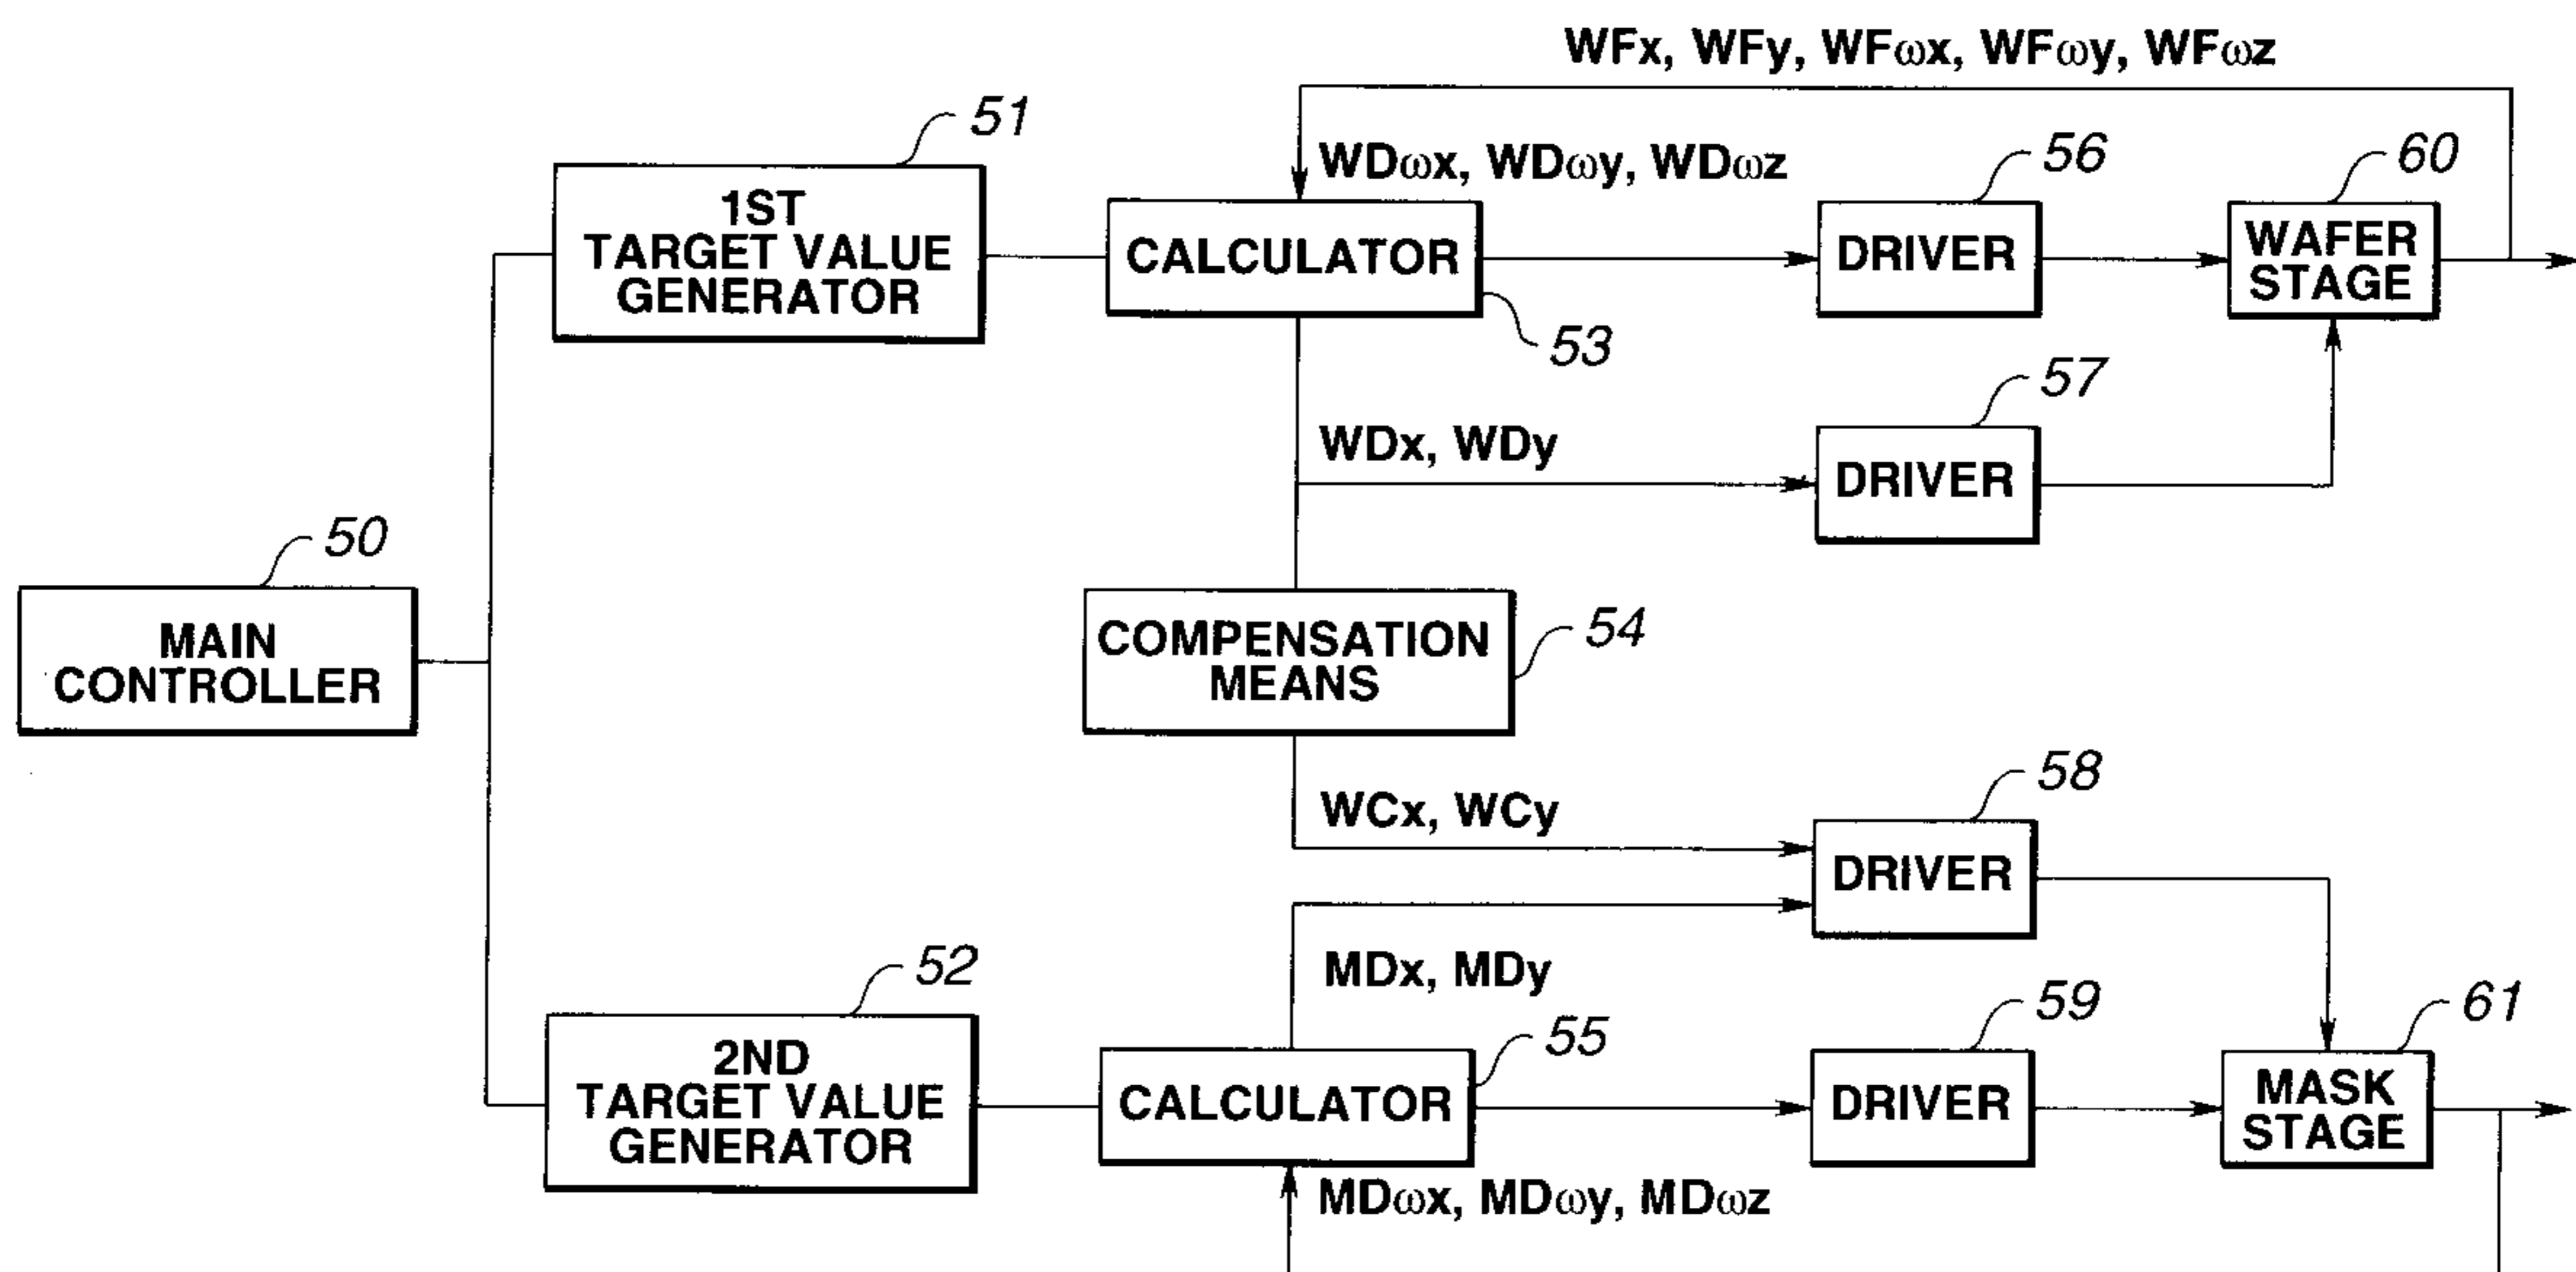 WFx, WFy, WFωx, WFωy, WFωz
51
1ST
TARGET VALUE
GENERATOR
WDωx, WDωy, WDωz
CALCULATOR
53
56
DRIVER
60
WAFER
STAGE
WDx, WDy
57
DRIVER
50
MAIN
CONTROLLER
COMPENSATION
MEANS
54
WCx, WCy
58
DRIVER
MDx, MDy
52
2ND
TARGET VALUE
GENERATOR
55
CALCULATOR
59
DRIVER
61
MASK
STAGE
MDωx, MDωy, MDωz